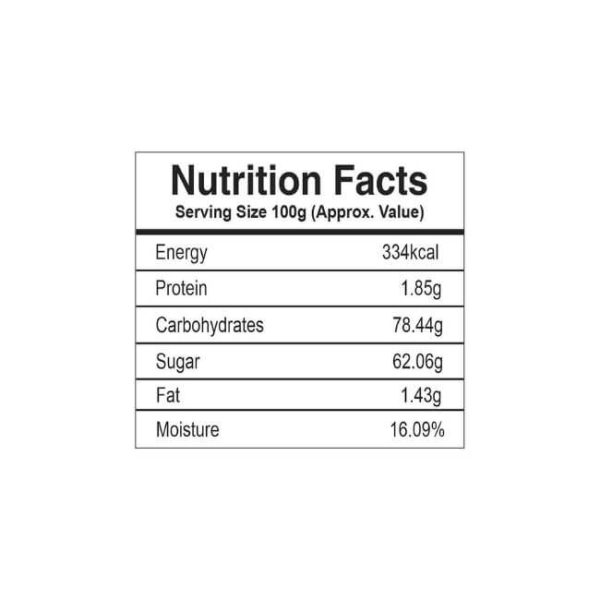 Nutrition Facts
Serving Size 100g (Approx. Value)
Energy 334kcal
Protein 1.85g
Carbohydrates 78.44g
Sugar 62.06g
Fat 1.43g
Moisture 16.09%